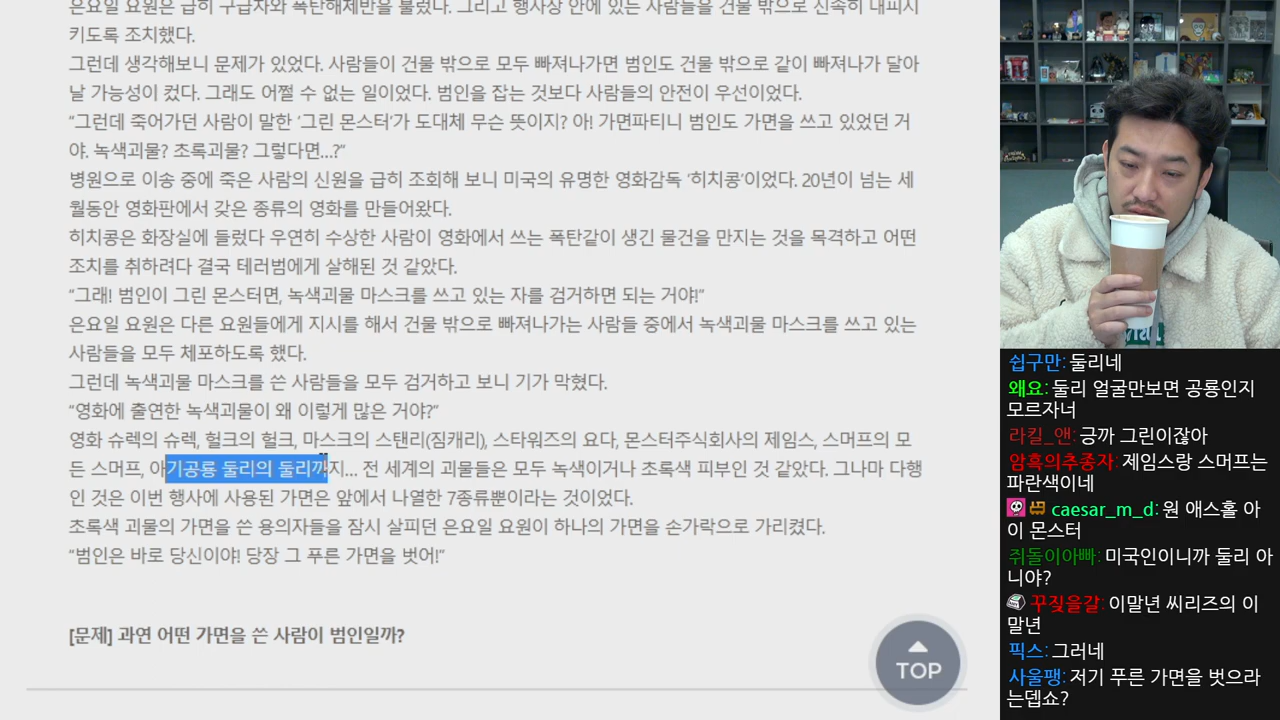 은요일 요원은 급히 구급차와 폭탄해제반을 불렀다. 그리고 행사장 안에 있는 사람들을 건물 밖으로 신속히 대피시
키도록 조치했다.
그런데 생각해보니 문제가 있었다. 사람들이 건물 밖으로 모두 빠져나가면 범인도 건물 밖으로 같이 빠져나가 달아
날 가능성이 컸다. 그래도 어쩔 수 없는 일이었다. 범인을 잡는 것보다 사람들의 안전이 우선이었다.
“그런데 죽어가던 사람이 말한 ‘그린 몬스터’가 도대체 무슨 뜻이지? 아! 가면파티니 범인도 가면을 쓰고 있었던 거
야. 녹색괴물? 초록괴물? 그렇다면...?”
병원으로 이송 중에 죽은 사람의 신원을 급히 조회해 보니 미국의 유명한 영화감독 ‘히치콩’이었다. 20년이 넘는 세
월동안 영화판에서 갖은 종류의 영화를 만들어왔다.
히치콩은 화장실에 들렀다 우연히 수상한 사람이 영화에서 쓰는 폭탄같이 생긴 물건을 만지는 것을 목격하고 어떤
조치를 취하려다 결국 테러범에게 살해된 것 같았다.
“그래! 범인이 그린 몬스터면, 녹색괴물 마스크를 쓰고 있는 자를 검거하면 되는 거야!”
은요일 요원은 다른 요원들에게 지시를 해서 건물 밖으로 빠져나가는 사람들 중에서 녹색괴물 마스크를 쓰고 있는
사람들을 모두 체포하도록 했다.
그런데 녹색괴물 마스크를 쓴 사람들을 모두 검거하고 보니 기가 막혔다.
“영화에 출연한 녹색괴물이 왜 이렇게 많은 거야?”
영화 슈렉의 슈렉, 헐크의 헐크, 마스크의 스탠리(짐캐리), 스타워즈의 요다, 몬스터주식회사의 제임스, 스머프의 모
든 스머프, 아기공룡 둘리의 둘리까지... 전 세계의 괴물들은 모두 녹색이거나 초록색 피부인 것 같았다. 그나마 다행
인 것은 이번 행사에 사용된 가면은 앞에서 나열한 7종류뿐이라는 것이었다.
초록색 괴물의 가면을 쓴 용의자들을 잠시 살피던 은요일 요원이 하나의 가면을 손가락으로 가리켰다.
“범인은 바로 당신이야! 당장 그 푸른 가면을 벗어!”
[문제] 과연 어떤 가면을 쓴 사람이 범인일까?
TOP
쉽구만: 둘리네
왜요: 둘리 얼굴만보면 공룡인지
모르자너
라킬_앤: 긍까 그린이잖아
암흑의추종자: 제임스랑 스머프는
파란색이네
caesar_m_d: 원 애스홀 아
이 몬스터
쥐돌이아빠: 미국인이니까 둘리 아
니야?
꾸짖을갈: 이말년 씨리즈의 이
말년
픽스: 그러네
사울팽: 저기 푸른 가면을 벗으라
는뎁쇼?